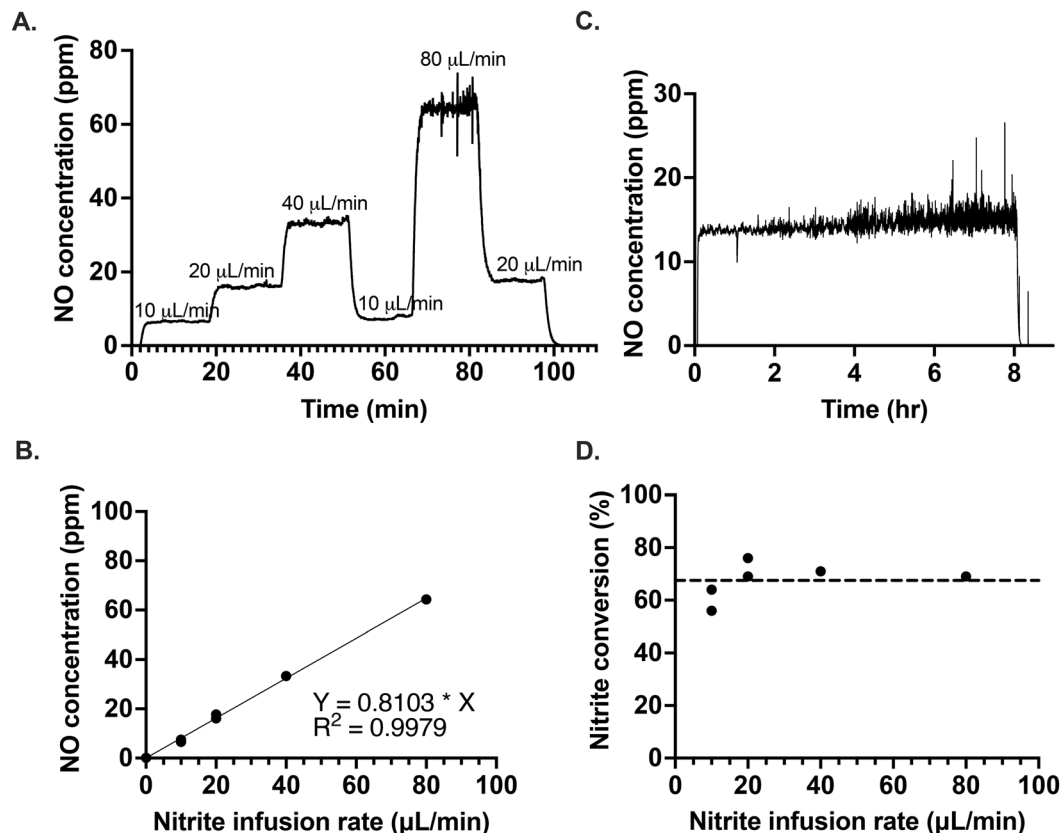 A.
NO concentration (ppm)
80
60
40
20
0
10 μL/min
20 μL/min
40 μL/min
10 μL/min
80 μL/min
20 μL/min
0
20
40
60
80
100
Time (min)
C.
NO concentration (ppm)
30
20
10
0
0
2
4
6
8
Time (hr)
B.
NO concentration (ppm)
100
80
60
40
20
0
Y = 0.8103 * X
R² = 0.9979
0
20
40
60
80
100
Nitrite infusion rate (μL/min)
D.
Nitrite conversion (%)
100
80
60
40
20
0
0
20
40
60
80
100
Nitrite infusion rate (μL/min)